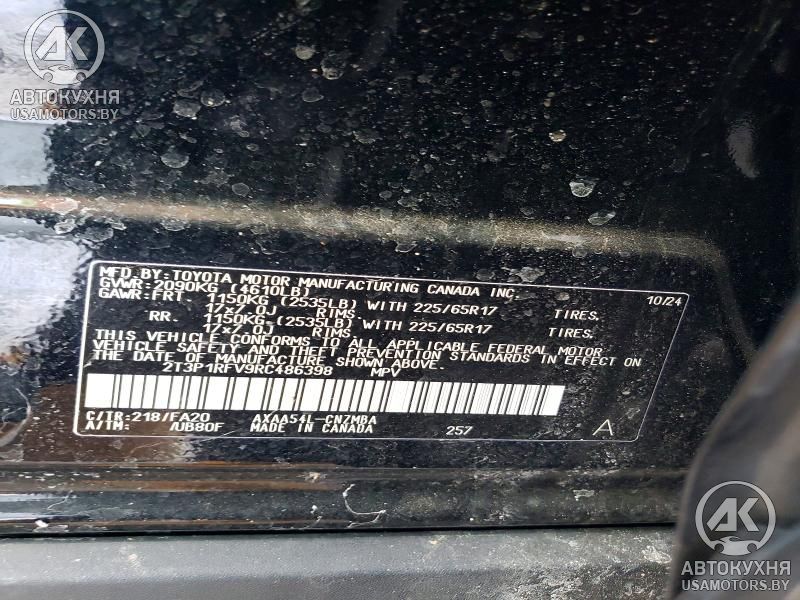 АК
АВТОКУХНЯ
USAMOTORS.BY
MFD.BY:TOYOTA MOTOR MANUFACTURING CANADA INC. 10/24
GVWR:2090KG (4610LB)
GAWR:FRT. 1150KG (2535LB) WITH 225/65R17 TIRES,
17x7.0J RIMS
RR. 1150KG (2535LB) WITH 225/65R17 TIRES,
17x7.0J RIMS
THIS VEHICLE CONFORMS TO ALL APPLICABLE FEDERAL MOTOR
VEHICLE SAFETY AND THEFT PREVENTION STANDARDS IN EFFECT ON
THE DATE OF MANUFACTURE SHOWN ABOVE.
2T3P1RFV9RC486398 MPV
C/TR:218/FA20 AXAA54L-CNZMBA
A/TM: /UB80F MADE IN CANADA 257 A
АК
АВТОКУХНЯ
USAMOTORS.BY